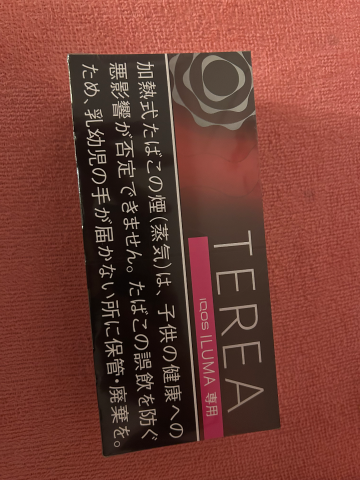 TEREA
IQOS ILUMA 専用
加熱式たばこの煙(蒸気)は、子供の健康への
悪影響が否定できません。たばこの誤飲を防ぐ
ため、乳幼児の手が届かない所に保管・廃棄を。